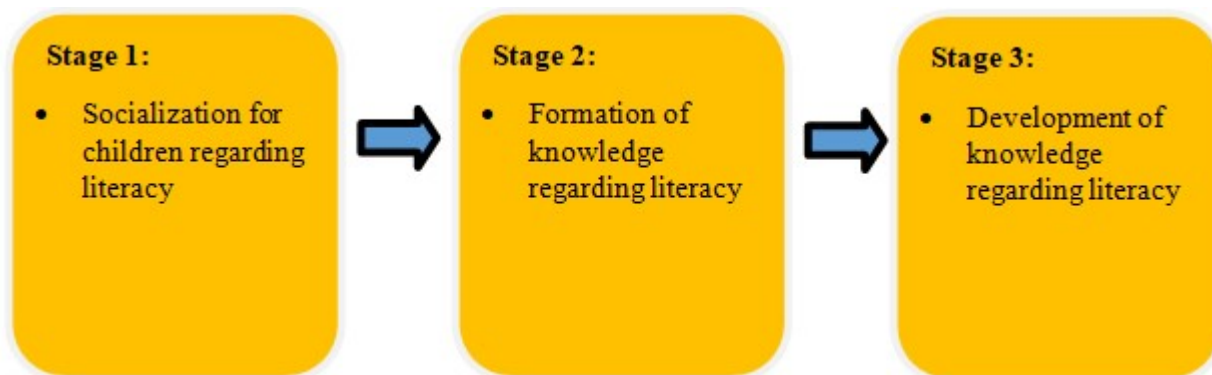 Stage 1:
• Socialization for
children regarding
literacy
Stage 2:
• Formation of
knowledge
regarding literacy
Stage 3:
• Development of
knowledge
regarding literacy